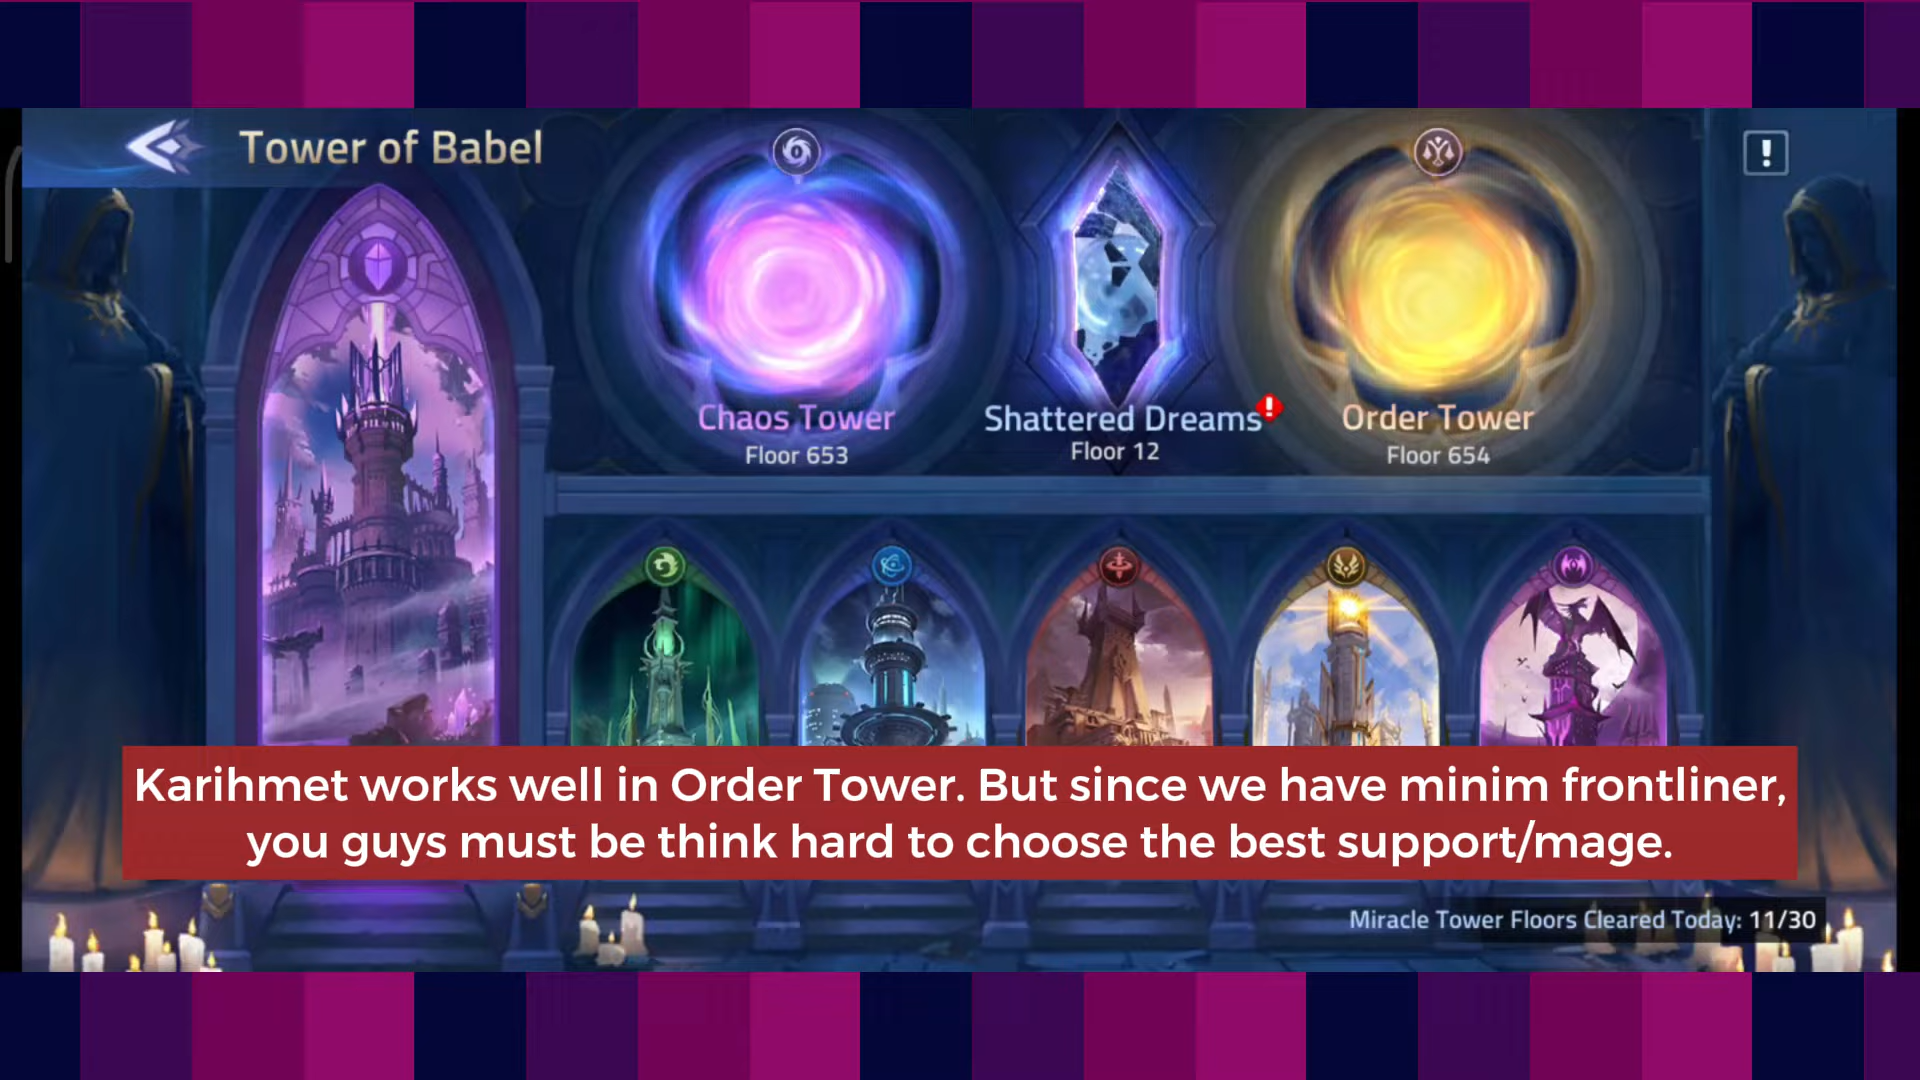 Tower of Babel
Chaos Tower
Floor 653
Shattered Dreams
Floor 12
Order Tower
Floor 654
Karihmet works well in Order Tower. But since we have minim frontliner,
you guys must be think hard to choose the best support/mage.
Miracle Tower Floors Cleared Today: 11/30